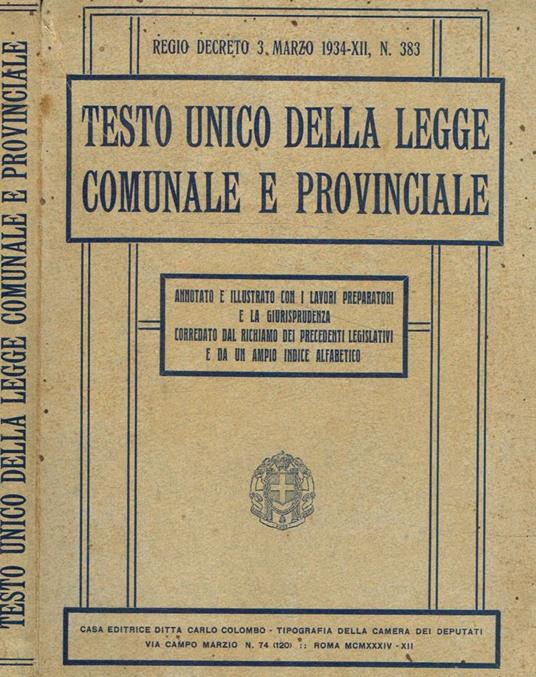 TESTO UNICO DELLA LEGGE COMUNALE E PROVINCIALE
REGIO DECRETO 3 MARZO 1934-XII, N. 383
TESTO UNICO DELLA LEGGE
COMUNALE E PROVINCIALE
ANNOTATO E ILLUSTRATO CON I LAVORI PREPARATORI
E LA GIURISPRUDENZA
CORREDATO DAL RICHIAMO DEI PRECEDENTI LEGISLATIVI
E DA UN AMPIO INDICE ALFABETICO
CASA EDITRICE DITTA CARLO COLOMBO - TIPOGRAFIA DELLA CAMERA DEI DEPUTATI
VIA CAMPO MARZIO N. 74 (120) :: ROMA MCMXXXIV - XII